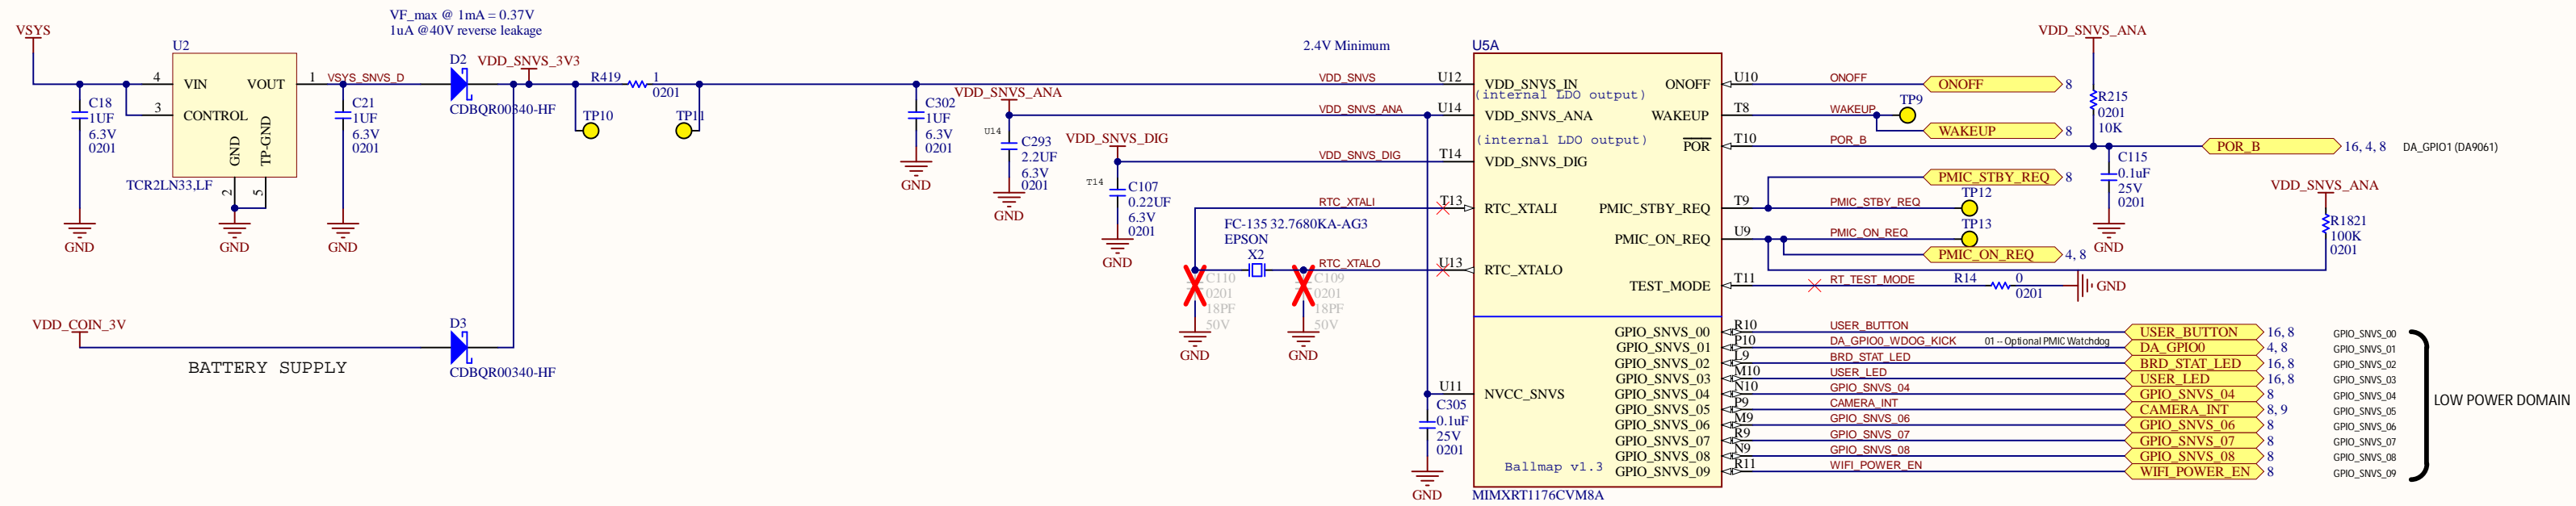 VF_max @ 1mA = 0.37V
1uA @40V reverse leakage
VSYS
U2
4
VIN
VOUT
1
VSYS_SNVS_D
3
CONTROL
GND
TP-GND
2
5
TCR2LN33,LF
C18
1UF
6.3V
0201
GND
GND
C21
1UF
6.3V
0201
GND
D2
CDBQR00340-HF
VDD_SNVS_3V3
R419
1
0201
TP10
TP11
VDD_COIN_3V
BATTERY SUPPLY
D3
CDBQR00340-HF
C302
1UF
6.3V
0201
GND
VDD_SNVS_ANA
U14
C293
2.2UF
6.3V
0201
GND
VDD_SNVS_DIG
T14
C107
0.22UF
6.3V
0201
GND
2.4V Minimum
VDD_SNVS
VDD_SNVS_ANA
VDD_SNVS_DIG
RTC_XTALI
FC-135 32.7680KA-AG3
EPSON
X2
RTC_XTALO
C110
0201
18PF
50V
GND
C109
0201
18PF
50V
GND
C305
0.1uF
25V
0201
GND
U5A
U12
VDD_SNVS_IN
(internal LDO output)
U14
VDD_SNVS_ANA
(internal LDO output)
T14
VDD_SNVS_DIG
T13
RTC_XTALI
U13
RTC_XTALO
U11
NVCC_SNVS
Ballmap v1.3
MIMXRT1176CVM8A
ONOFF
U10
ONOFF
ONOFF
8
WAKEUP
T8
WAKEUP
TP9
WAKEUP
8
POR
T10
POR_B
POR_B
16, 4, 8
DA_GPIO1 (DA9061)
VDD_SNVS_ANA
R215
0201
10K
C115
0.1uF
25V
0201
GND
PMIC_STBY_REQ
8
PMIC_STBY_REQ
T9
PMIC_STBY_REQ
TP12
PMIC_ON_REQ
U9
PMIC_ON_REQ
TP13
PMIC_ON_REQ
4, 8
VDD_SNVS_ANA
R1821
100K
0201
TEST_MODE
T11
RT_TEST_MODE
R14
0
0201
GND
GPIO_SNVS_00
R10
USER_BUTTON
USER_BUTTON
16, 8
GPIO_SNVS_00
GPIO_SNVS_01
P10
DA_GPIO0_WDOG_KICK
01 -- Optional PMIC Watchdog
DA_GPIO0
4, 8
GPIO_SNVS_01
GPIO_SNVS_02
L9
BRD_STAT_LED
BRD_STAT_LED
16, 8
GPIO_SNVS_02
GPIO_SNVS_03
M10
USER_LED
USER_LED
16, 8
GPIO_SNVS_03
GPIO_SNVS_04
N10
GPIO_SNVS_04
GPIO_SNVS_04
8
GPIO_SNVS_04
GPIO_SNVS_05
P9
CAMERA_INT
CAMERA_INT
8, 9
GPIO_SNVS_05
GPIO_SNVS_06
M9
GPIO_SNVS_06
GPIO_SNVS_06
8
GPIO_SNVS_06
GPIO_SNVS_07
R9
GPIO_SNVS_07
GPIO_SNVS_07
8
GPIO_SNVS_07
GPIO_SNVS_08
N9
GPIO_SNVS_08
GPIO_SNVS_08
8
GPIO_SNVS_08
GPIO_SNVS_09
R11
WIFI_POWER_EN
WIFI_POWER_EN
8
GPIO_SNVS_09
LOW POWER DOMAIN